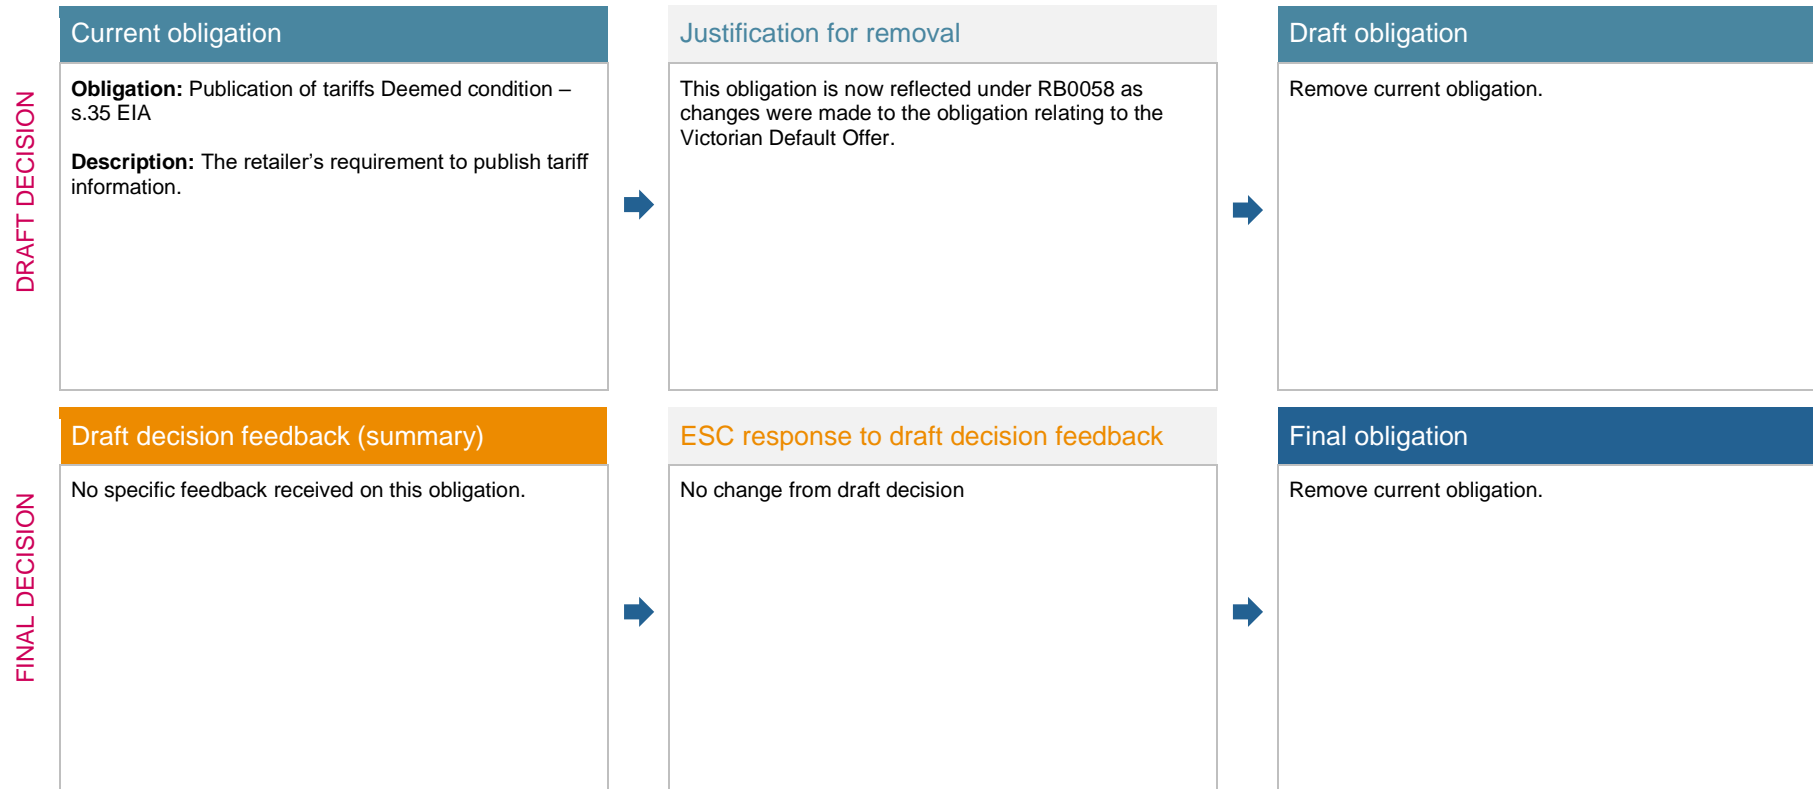 DRAFT DECISION
Current obligation
Obligation: Publication of tariffs Deemed condition –
s.35 EIA
Description: The retailer's requirement to publish tariff
information.
Justification for removal
This obligation is now reflected under RB0058 as
changes were made to the obligation relating to the
Victorian Default Offer.
Draft obligation
Remove current obligation.
FINAL DECISION
Draft decision feedback (summary)
No specific feedback received on this obligation.
ESC response to draft decision feedback
No change from draft decision
Final obligation
Remove current obligation.